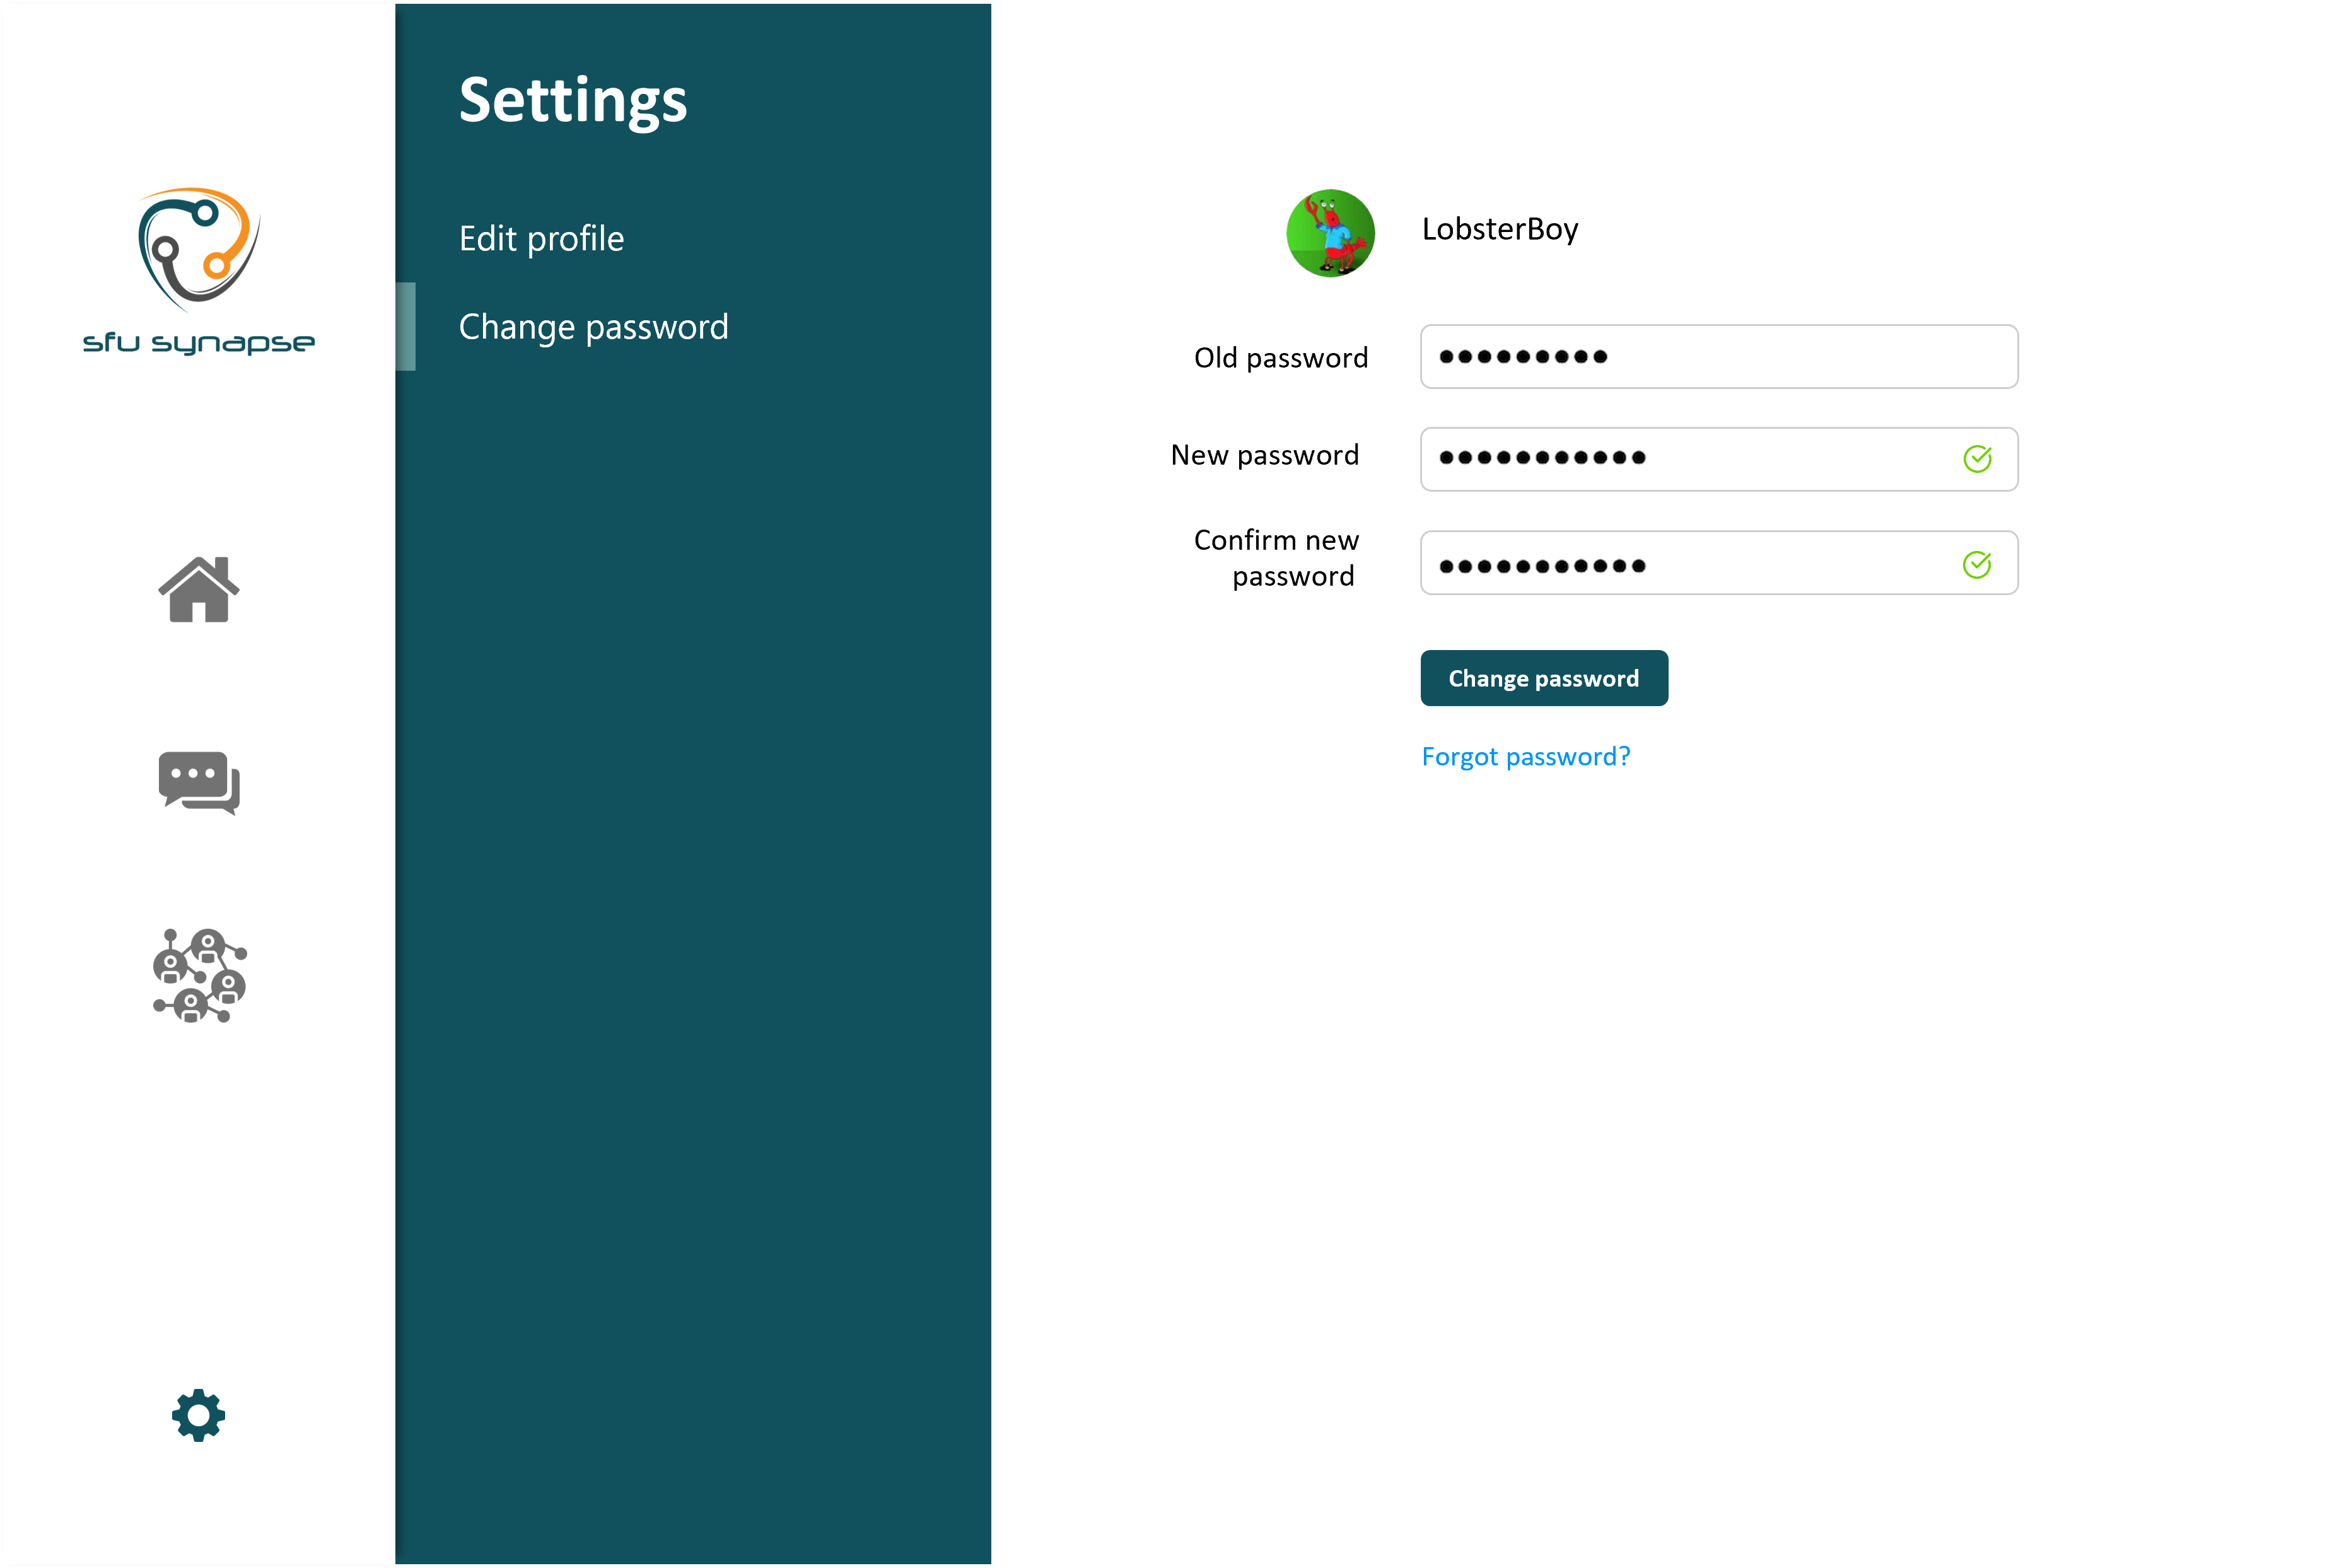 Settings
Edit profile
Change password
sfu synapse
LobsterBoy
Old password
●●●●●●●●●
New password
●●●●●●●●●●●
Confirm new
password
●●●●●●●●●●●
Change password
Forgot password?